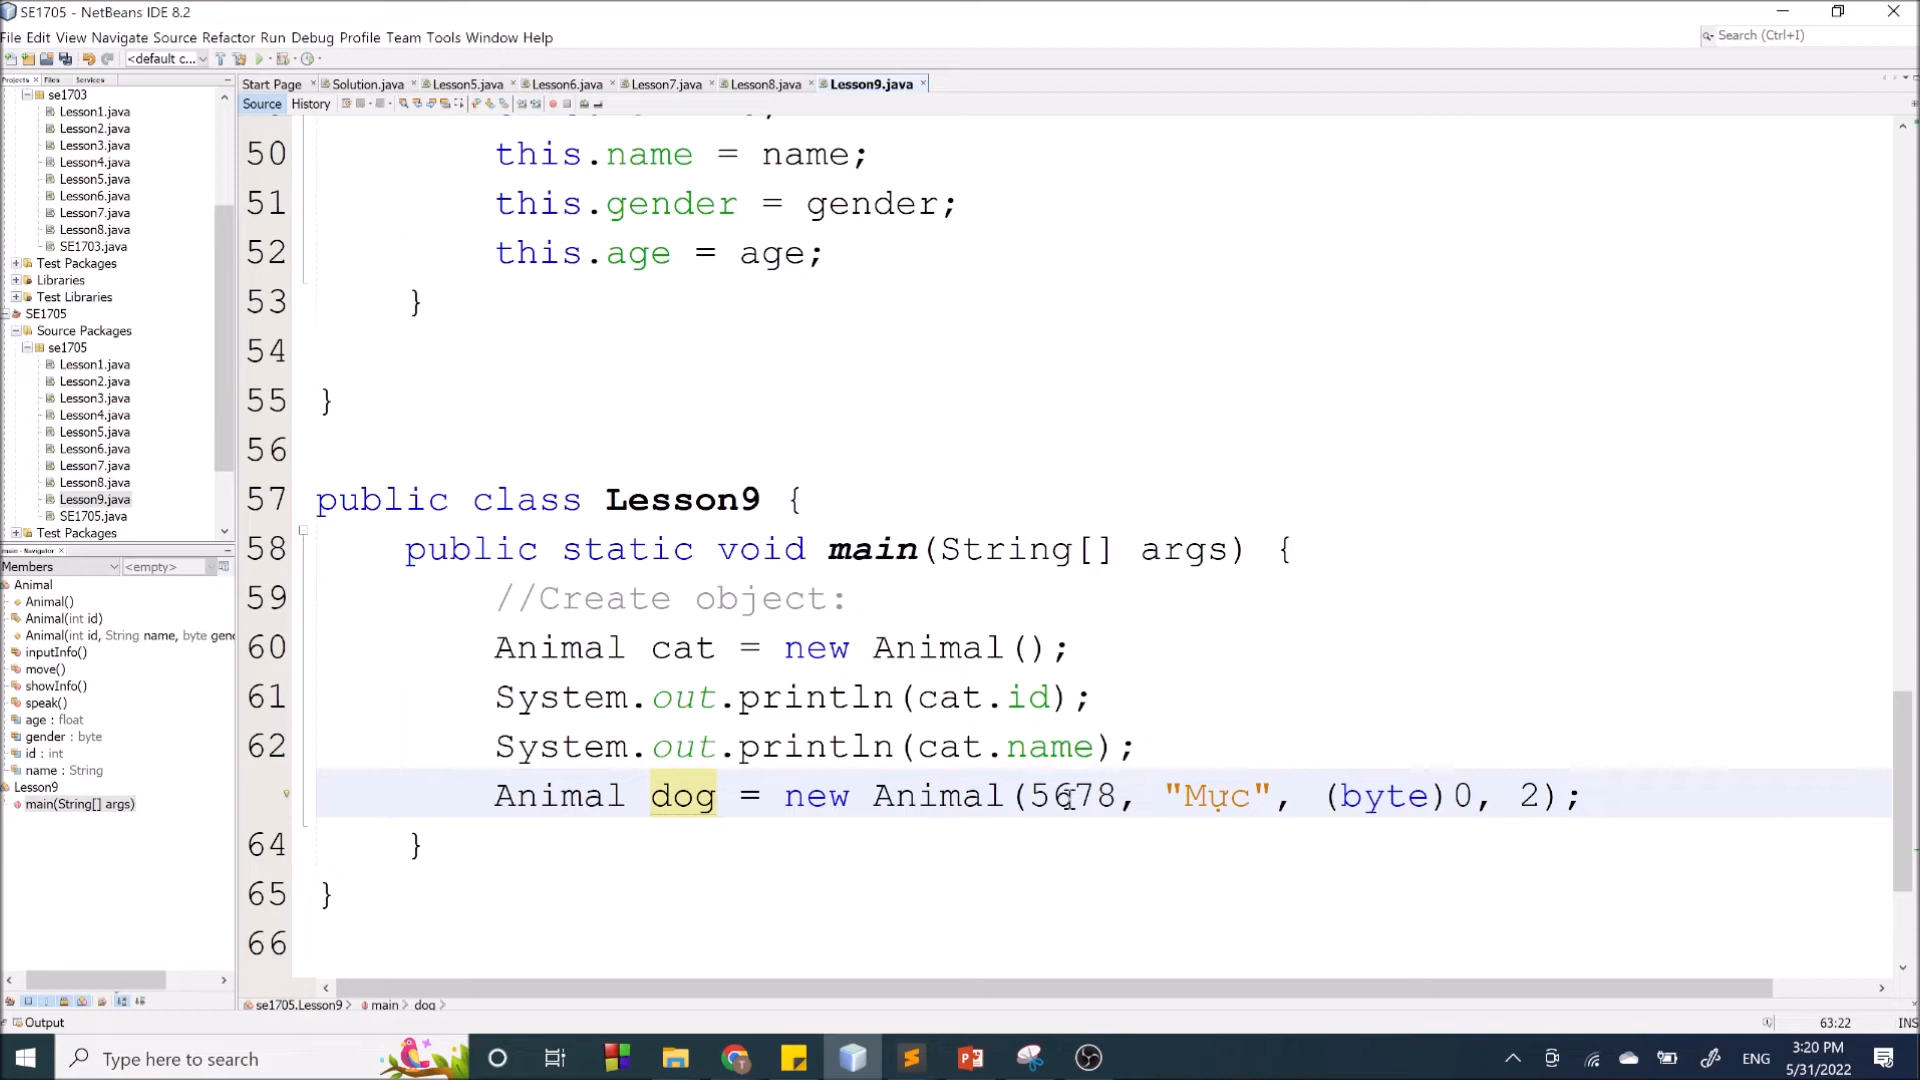 SE1705 - NetBeans IDE 8.2
File Edit View Navigate Source Refactor Run Debug Profile Team Tools Window Help
Search (Ctrl+I)
<default c...
Projects Files Services
Start Page Solution.java Lesson5.java Lesson6.java Lesson7.java Lesson8.java Lesson9.java
Source History
se1703
Lesson1.java
Lesson2.java
Lesson3.java
Lesson4.java
Lesson5.java
Lesson6.java
Lesson7.java
Lesson8.java
SE1703.java
Test Packages
Libraries
Test Libraries
SE1705
Source Packages
se1705
Lesson1.java
Lesson2.java
Lesson3.java
Lesson4.java
Lesson5.java
Lesson6.java
Lesson7.java
Lesson8.java
Lesson9.java
SE1705.java
Test Packages
main - Navigator
Members <empty>
Animal
Animal()
Animal(int id)
Animal(int id, String name, byte gend
inputInfo()
move()
showInfo()
speak()
age : float
gender : byte
id : int
name : String
Lesson9
main(String[] args)
50 this.name = name;
51 this.gender = gender;
52 this.age = age;
53 }
54
55 }
56
57 public class Lesson9 {
58 public static void main(String[] args) {
59 //Create object:
60 Animal cat = new Animal();
61 System.out.println(cat.id);
62 System.out.println(cat.name);
Animal dog = new Animal(5678, "Mực", (byte)0, 2);
64 }
65 }
66
se1705.Lesson9 main dog
Output
63:22 INS
Type here to search
ENG
3:20 PM
5/31/2022